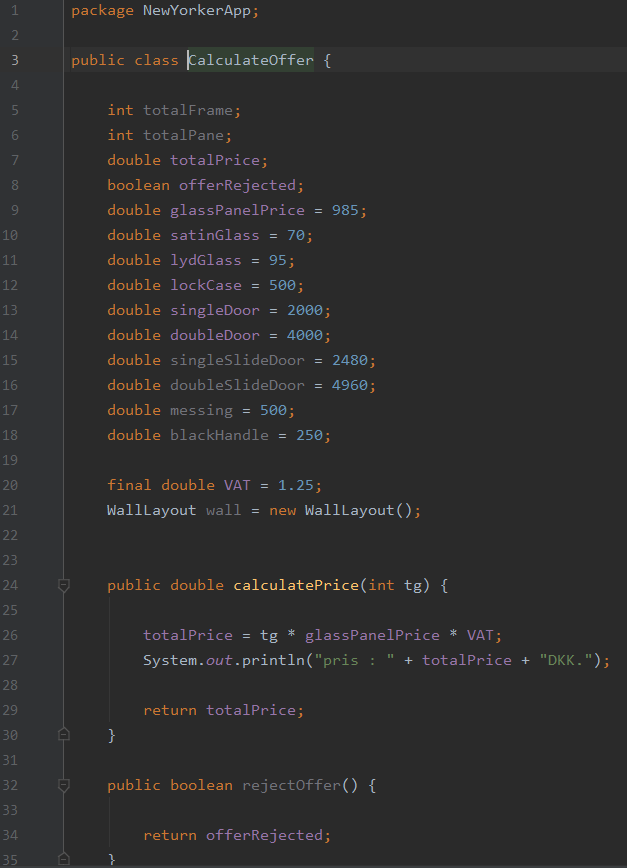 1 package NewYorkerApp;
2
3 public class CalculateOffer {
4
5 int totalFrame;
6 int totalPane;
7 double totalPrice;
8 boolean offerRejected;
9 double glassPanelPrice = 985;
10 double satinGlass = 70;
11 double lydGlass = 95;
12 double lockCase = 500;
13 double singleDoor = 2000;
14 double doubleDoor = 4000;
15 double singleSlideDoor = 2480;
16 double doubleSlideDoor = 4960;
17 double messing = 500;
18 double blackHandle = 250;
19
20 final double VAT = 1.25;
21 WallLayout wall = new WallLayout();
22
23
24 public double calculatePrice(int tg) {
25
26 totalPrice = tg * glassPanelPrice * VAT;
27 System.out.println("pris : " + totalPrice + "DKK.");
28
29 return totalPrice;
30 }
31
32 public boolean rejectOffer() {
33
34 return offerRejected;
35 }